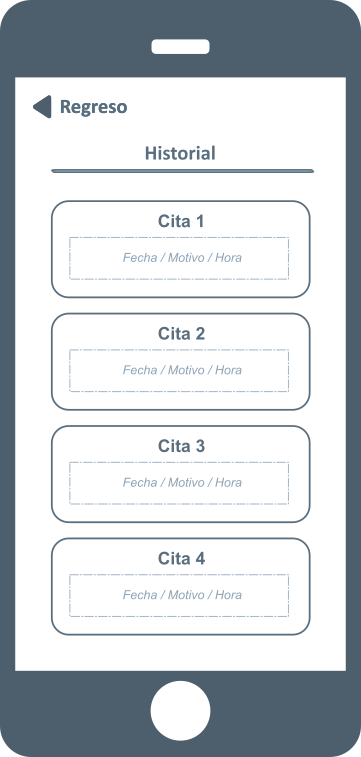 Regreso
Historial
Cita 1
Fecha / Motivo / Hora
Cita 2
Fecha / Motivo / Hora
Cita 3
Fecha / Motivo / Hora
Cita 4
Fecha / Motivo / Hora